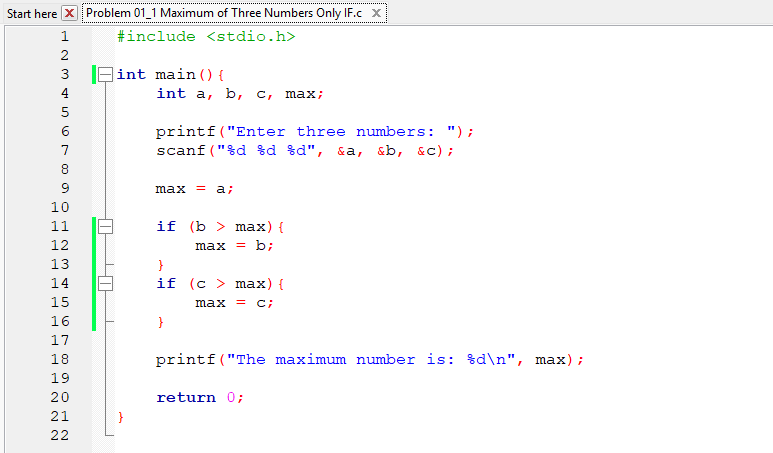 Start here X Problem 01_1 Maximum of Three Numbers Only IF.c X
1 #include <stdio.h>
2
3 int main(){
4     int a, b, c, max;
5
6     printf("Enter three numbers: ");
7     scanf("%d %d %d", &a, &b, &c);
8
9     max = a;
10
11     if (b > max){
12         max = b;
13     }
14     if (c > max){
15         max = c;
16     }
17
18     printf("The maximum number is: %d\n", max);
19
20     return 0;
21 }
22